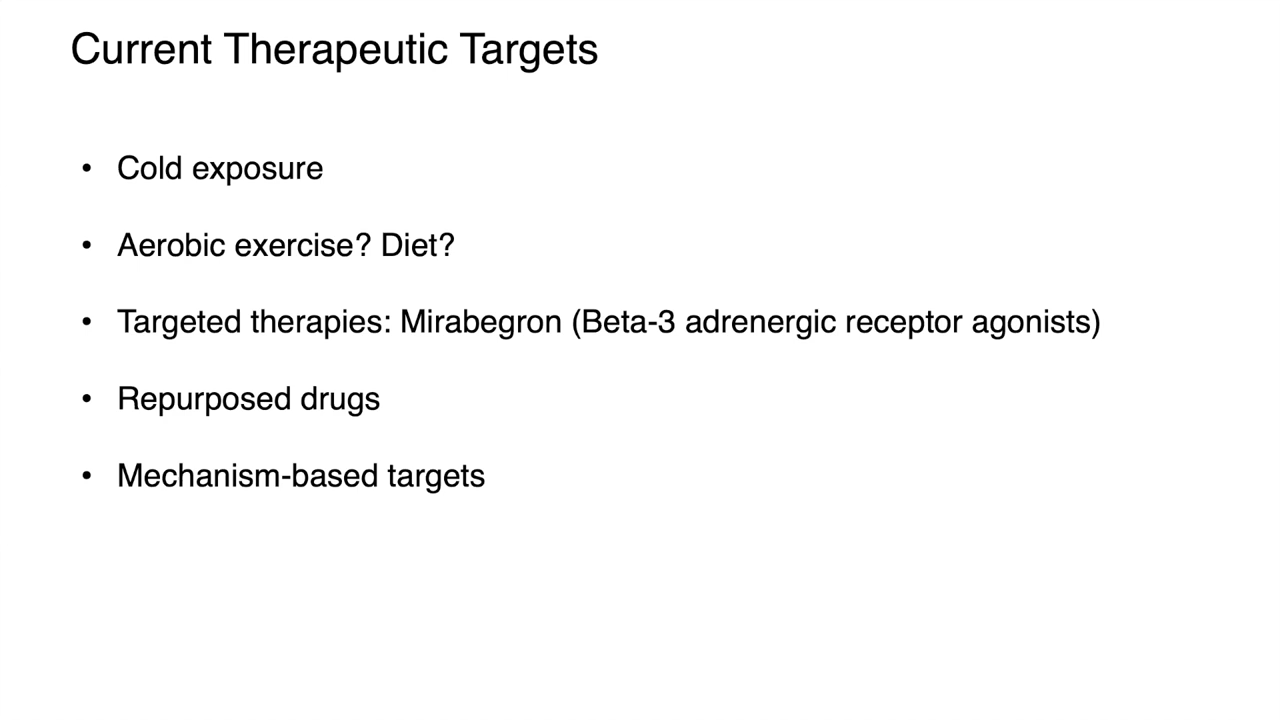 Current Therapeutic Targets
• Cold exposure
• Aerobic exercise? Diet?
• Targeted therapies: Mirabegron (Beta-3 adrenergic receptor agonists)
• Repurposed drugs
• Mechanism-based targets